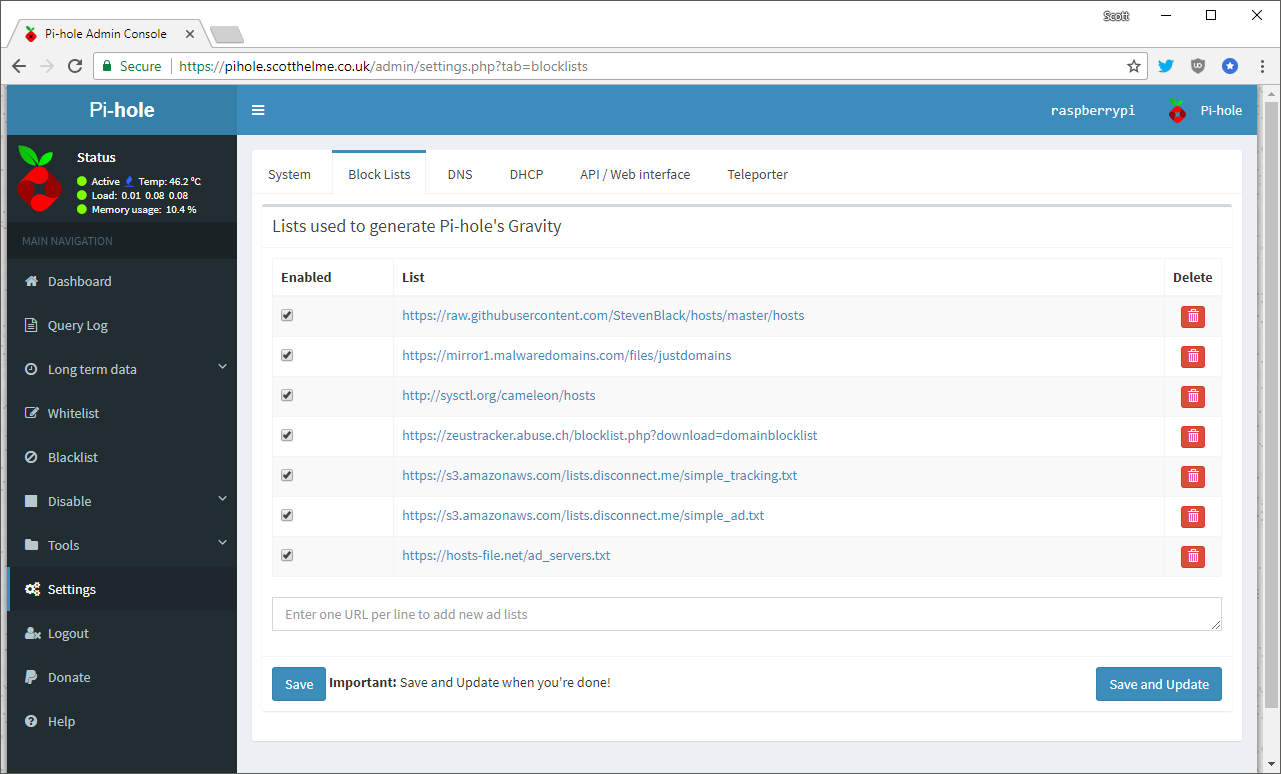 Scott
Pi-hole Admin Console
Secure https://pihole.scotthelme.co.uk/admin/settings.php?tab=blocklists
Pi-hole
raspberrypi Pi-hole
Status
Active Temp: 46.2 ºC
Load: 0.01 0.08 0.08
Memory usage: 10.4 %
MAIN NAVIGATION
Dashboard
Query Log
Long term data
Whitelist
Blacklist
Disable
Tools
Settings
Logout
Donate
Help
System Block Lists DNS DHCP API / Web interface Teleporter
Lists used to generate Pi-hole's Gravity
Enabled List Delete
https://raw.githubusercontent.com/StevenBlack/hosts/master/hosts
https://mirror1.malwaredomains.com/files/justdomains
http://sysctl.org/cameleon/hosts
https://zeustracker.abuse.ch/blocklist.php?download=domainblocklist
https://s3.amazonaws.com/lists.disconnect.me/simple_tracking.txt
https://s3.amazonaws.com/lists.disconnect.me/simple_ad.txt
https://hosts-file.net/ad_servers.txt
Enter one URL per line to add new ad lists
Save Important: Save and Update when you're done! Save and Update